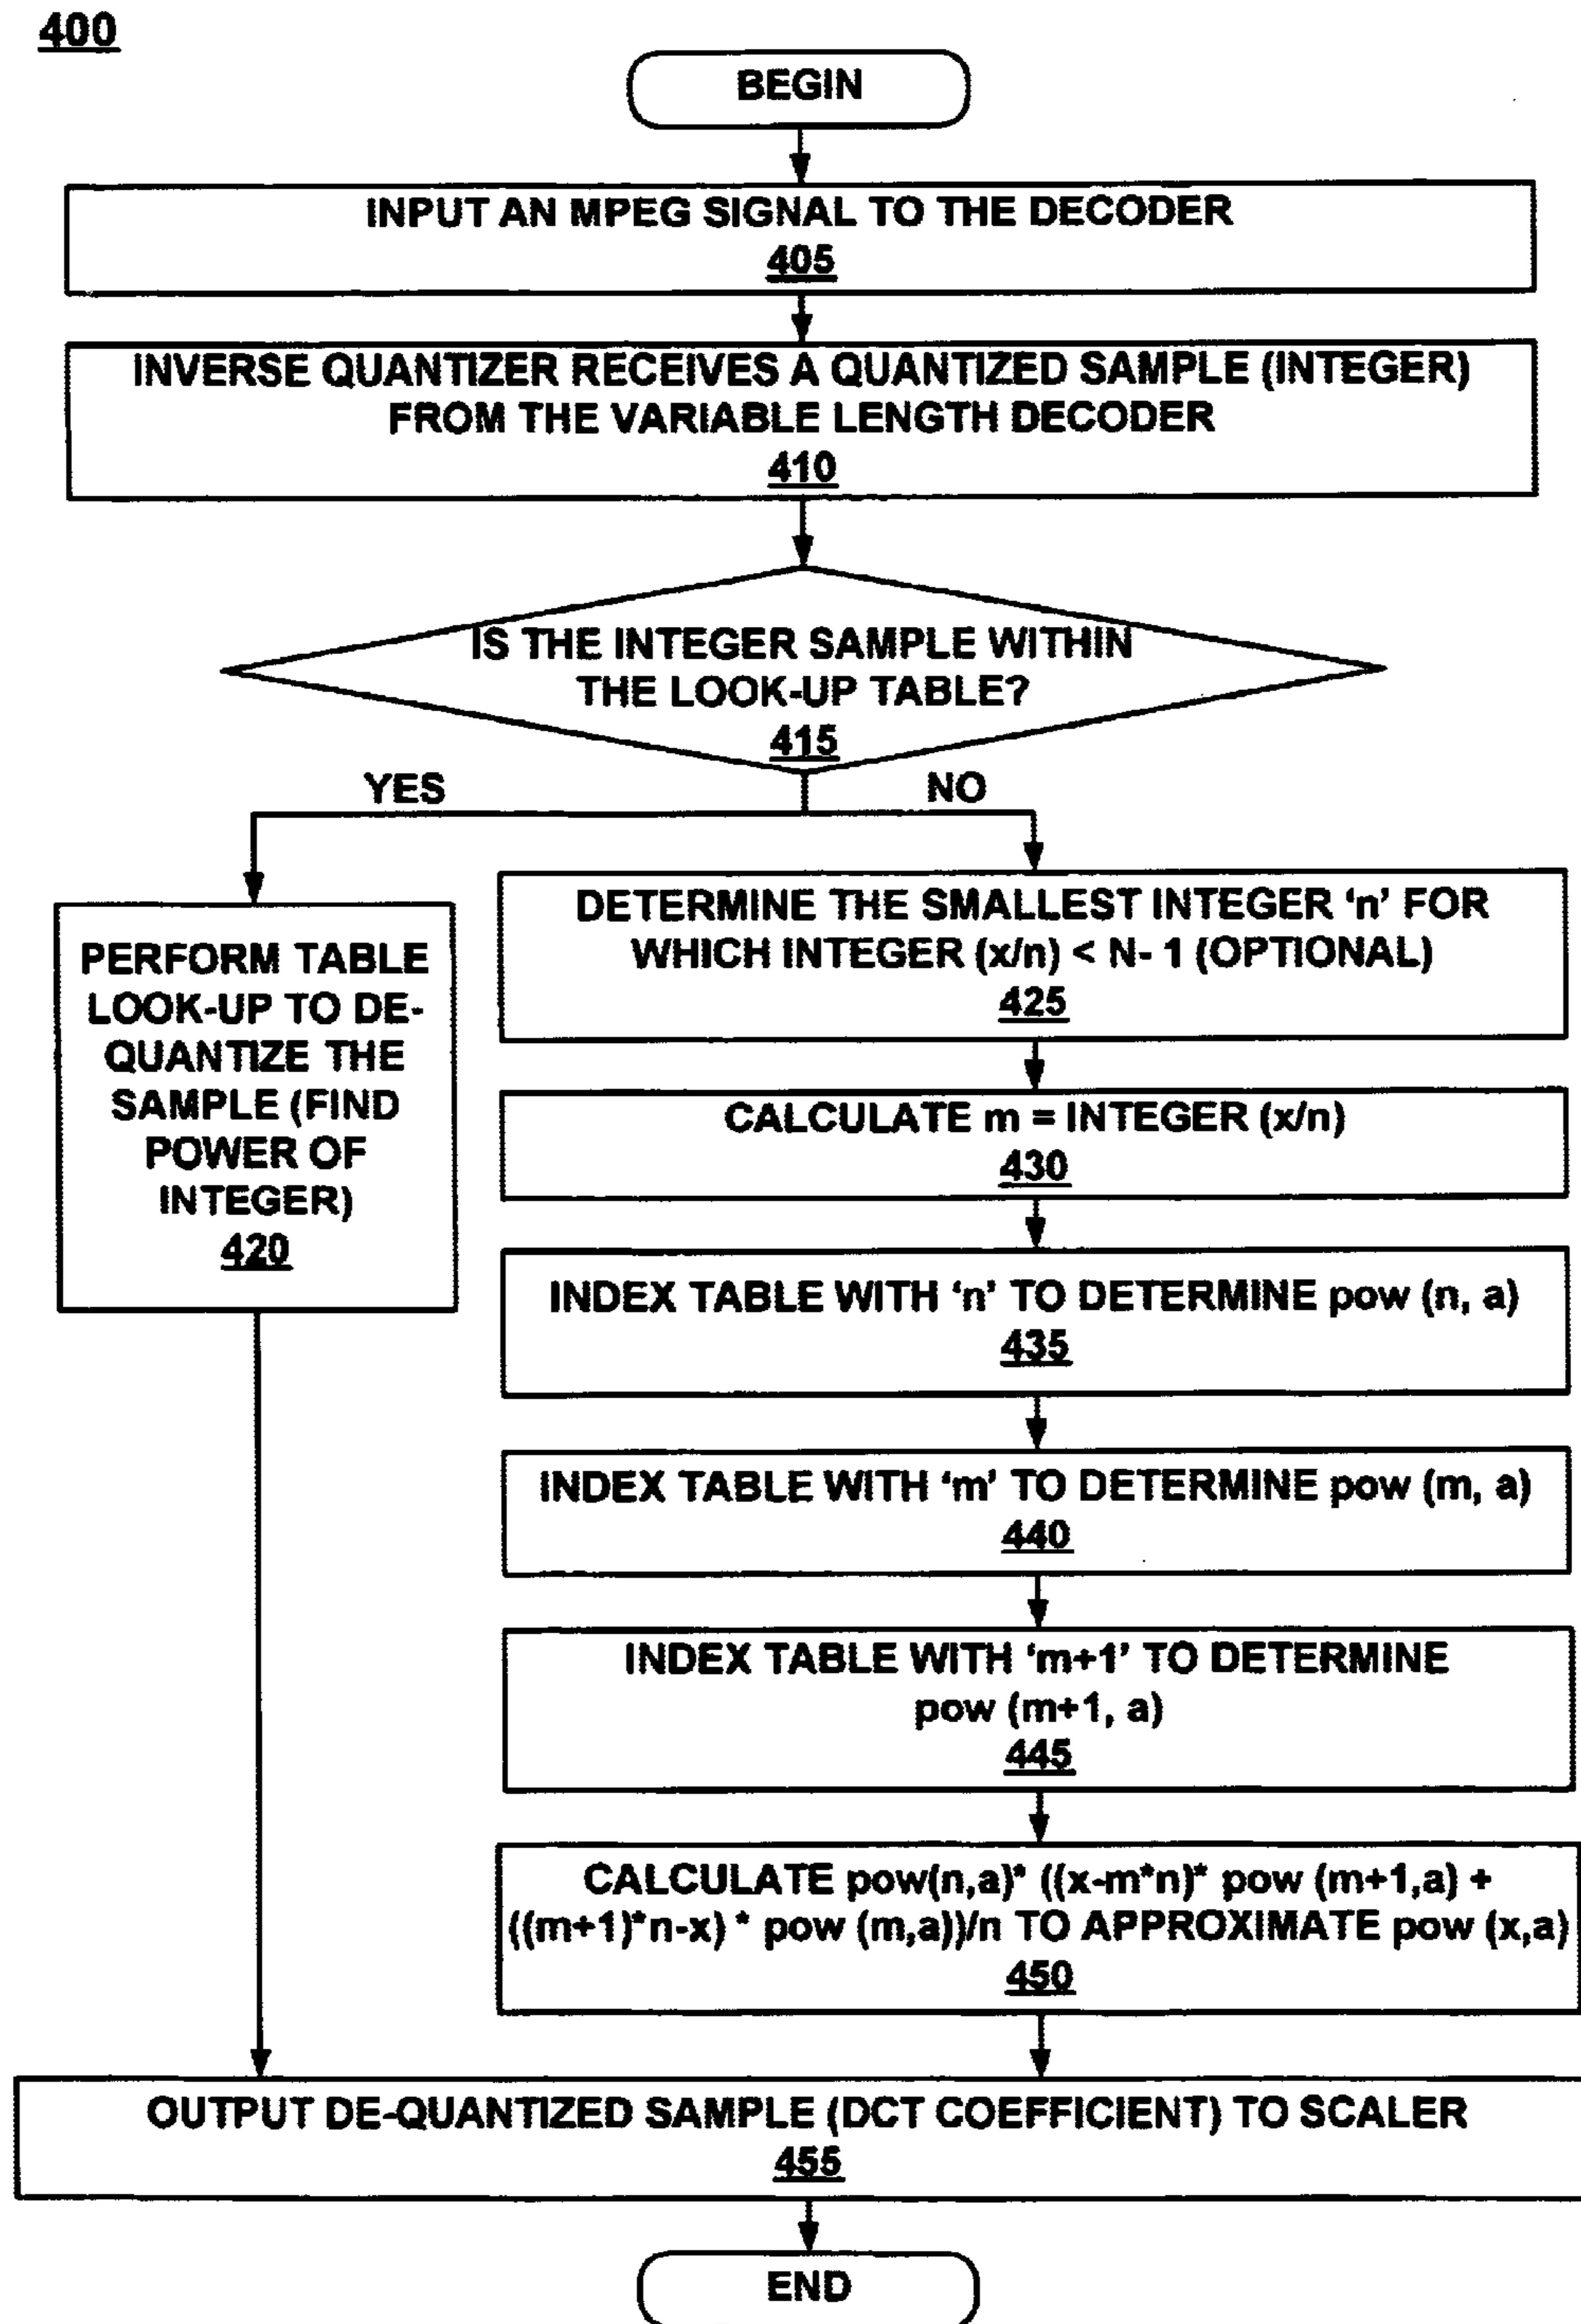 400
BEGIN
INPUT AN MPEG SIGNAL TO THE DECODER
405
INVERSE QUANTIZER RECEIVES A QUANTIZED SAMPLE (INTEGER)
FROM THE VARIABLE LENGTH DECODER
410
IS THE INTEGER SAMPLE WITHIN
THE LOOK-UP TABLE?
415
YES
NO
PERFORM TABLE
LOOK-UP TO DE-
QUANTIZE THE
SAMPLE (FIND
POWER OF
INTEGER)
420
DETERMINE THE SMALLEST INTEGER ‘n’ FOR
WHICH INTEGER (x/n) < N- 1 (OPTIONAL)
425
CALCULATE m = INTEGER (x/n)
430
INDEX TABLE WITH ‘n’ TO DETERMINE pow (n, a)
435
INDEX TABLE WITH ‘m’ TO DETERMINE pow (m, a)
440
INDEX TABLE WITH ‘m+1’ TO DETERMINE
pow (m+1, a)
445
CALCULATE pow(n,a)* ((x-m*n)* pow (m+1,a) +
((m+1)*n-x) * pow (m,a))/n TO APPROXIMATE pow (x,a)
450
OUTPUT DE-QUANTIZED SAMPLE (DCT COEFFICIENT) TO SCALER
455
END